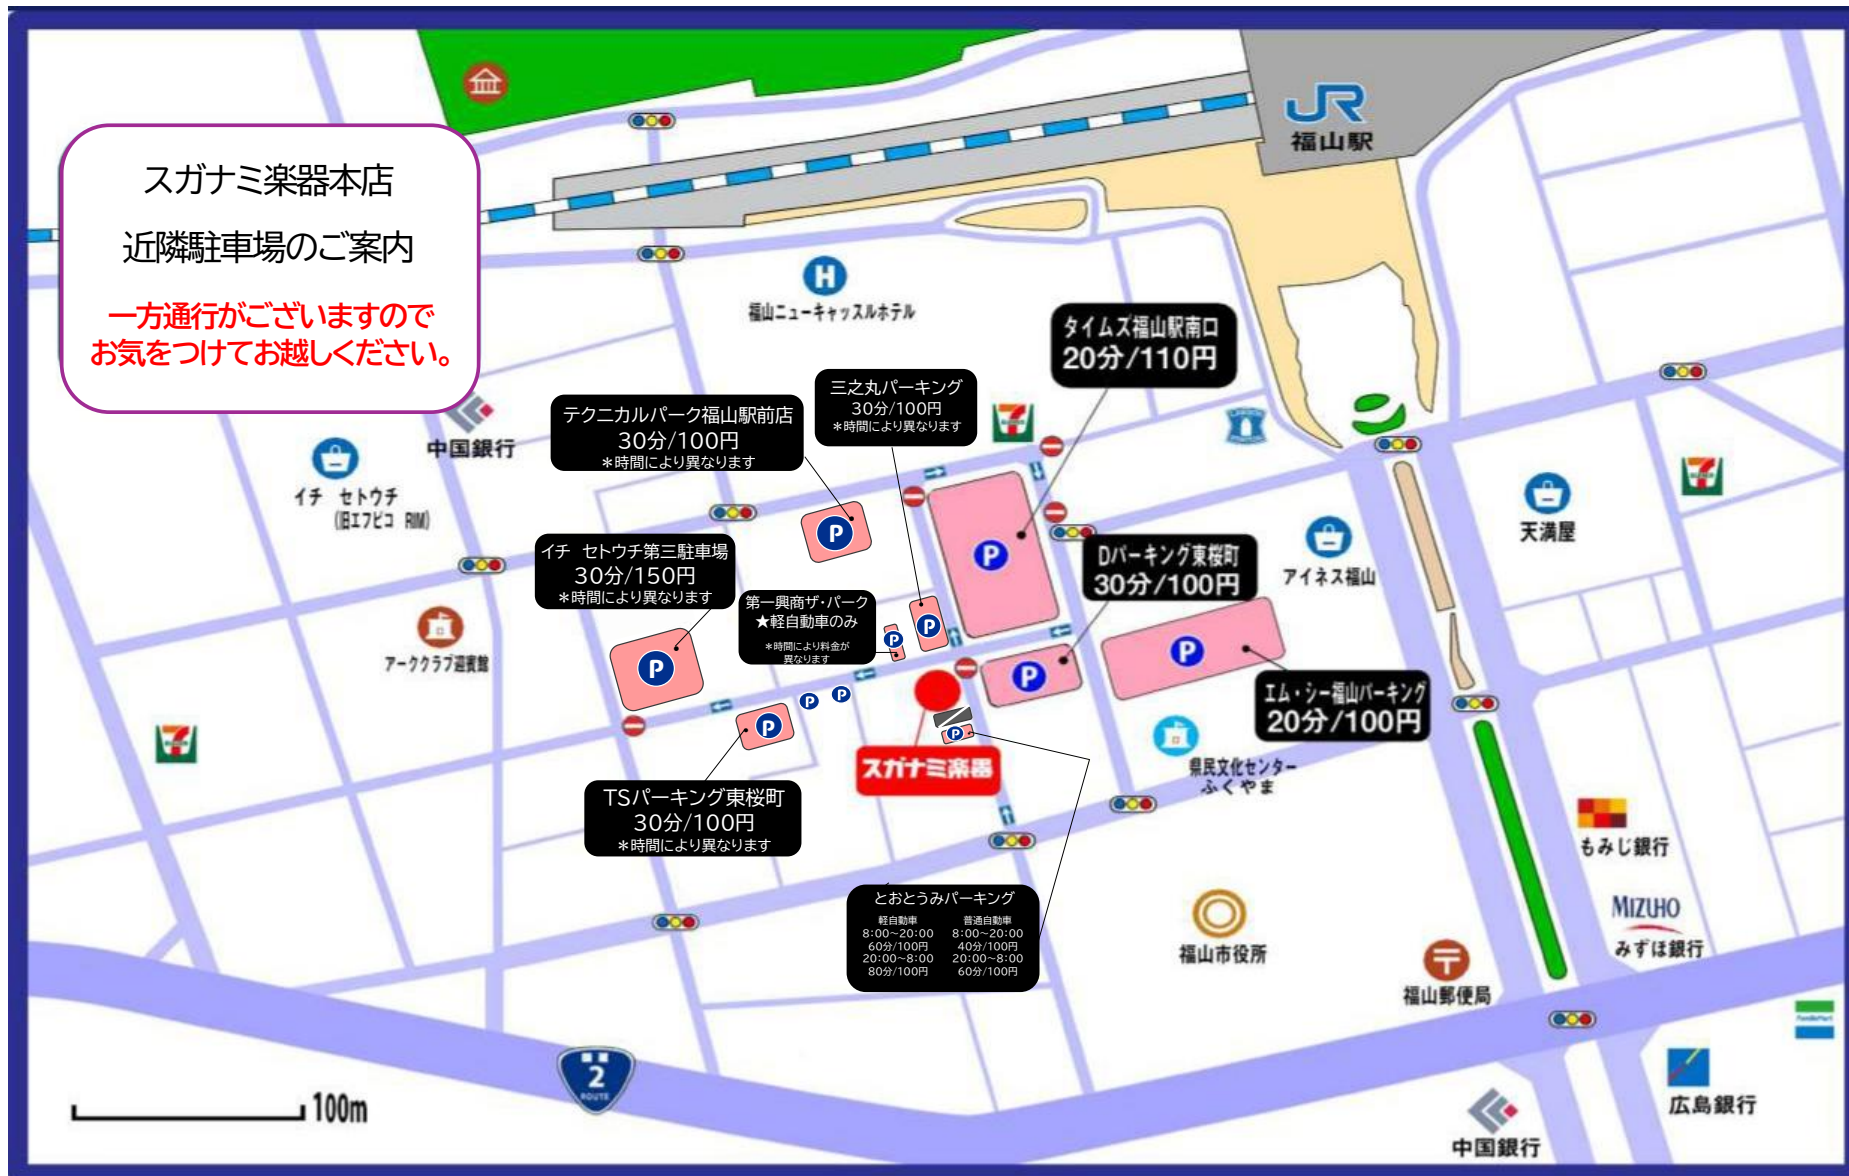 スガナミ楽器本店
近隣駐車場のご案内
一方通行がございますので
お気をつけてお越しください。
JR
福山駅
H
福山ニューキャッスルホテル
タイムズ福山駅南口
20分/110円
三之丸パーキング
30分/100円
*時間により異なります
テクニカルパーク福山駅前店
30分/100円
*時間により異なります
中国銀行
イチ セトウチ
(旧エフピコ RiM)
7
7
天満屋
P
P
イチ セトウチ第三駐車場
30分/150円
*時間により異なります
Dパーキング東桜町
30分/100円
アイネス福山
第一興商ザ・パーク
★軽自動車のみ
*時間により料金が
異なります
アーククラブ迎賓館
P
P
P
P
P
P
P
P
P
エム・シー福山パーキング
20分/100円
7
スガナミ楽器
県民文化センター
ふくやま
TSパーキング東桜町
30分/100円
*時間により異なります
もみじ銀行
とおとうみパーキング
軽自動車 普通自動車
8:00~20:00 8:00~20:00
60分/100円 40分/100円
20:00~8:00 20:00~8:00
80分/100円 60分/100円
MIZUHO
みずほ銀行
福山市役所
福山郵便局
FamilyMart
2
ROUTE
100m
広島銀行
中国銀行